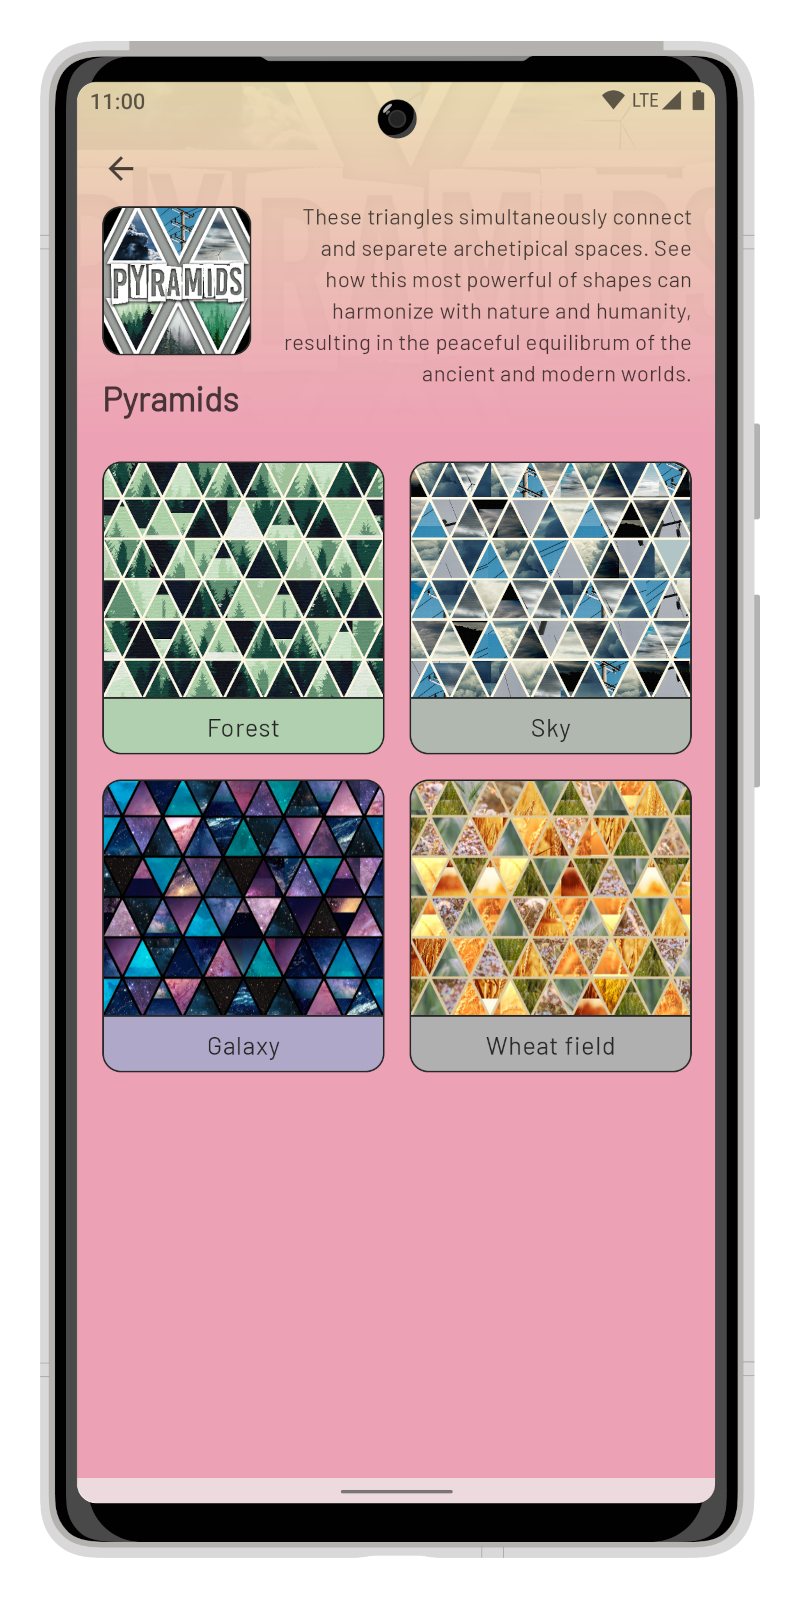 11:00
LTE
PYRAMIDS
These triangles simultaneously connect
and separete archetipical spaces. See
how this most powerful of shapes can
harmonize with nature and humanity,
resulting in the peaceful equilibrum of the
ancient and modern worlds.
PYRAMIDS
Pyramids
Forest
Sky
Galaxy
Wheat field